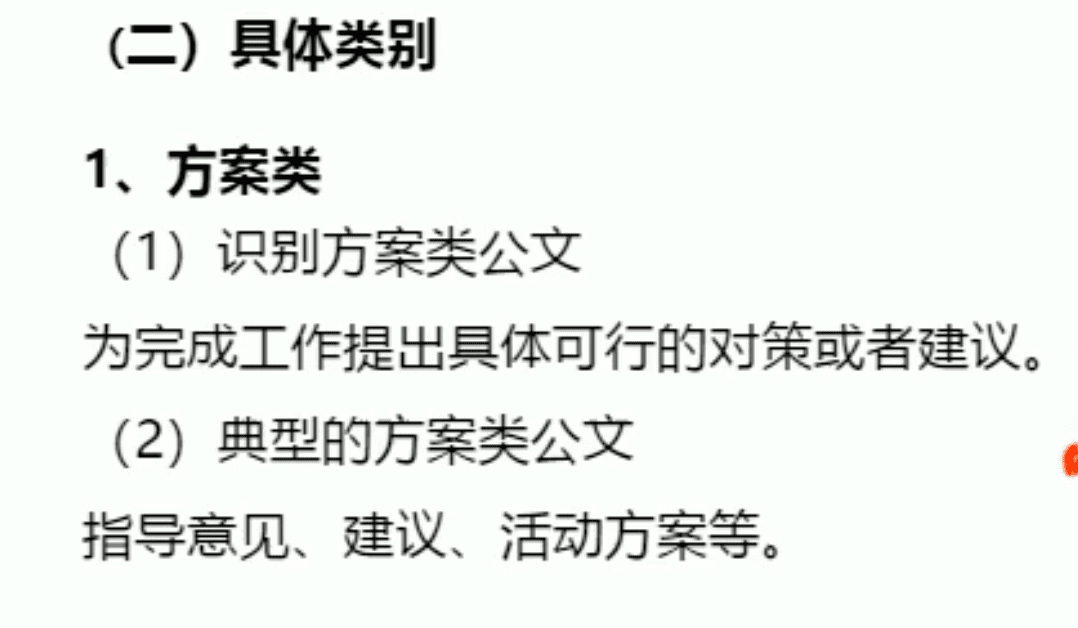 （二）具体类别
1、方案类
（1）识别方案类公文
为完成工作提出具体可行的对策或者建议。
（2）典型的方案类公文
指导意见、建议、活动方案等。